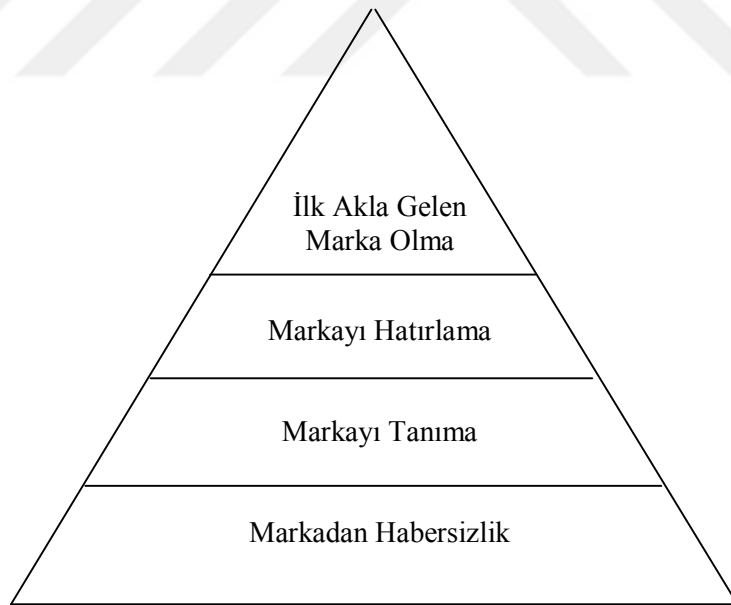 İlk Akla Gelen
Marka Olma
Markayı Hatırlama
Markayı Tanıma
Markadan Habersizlik